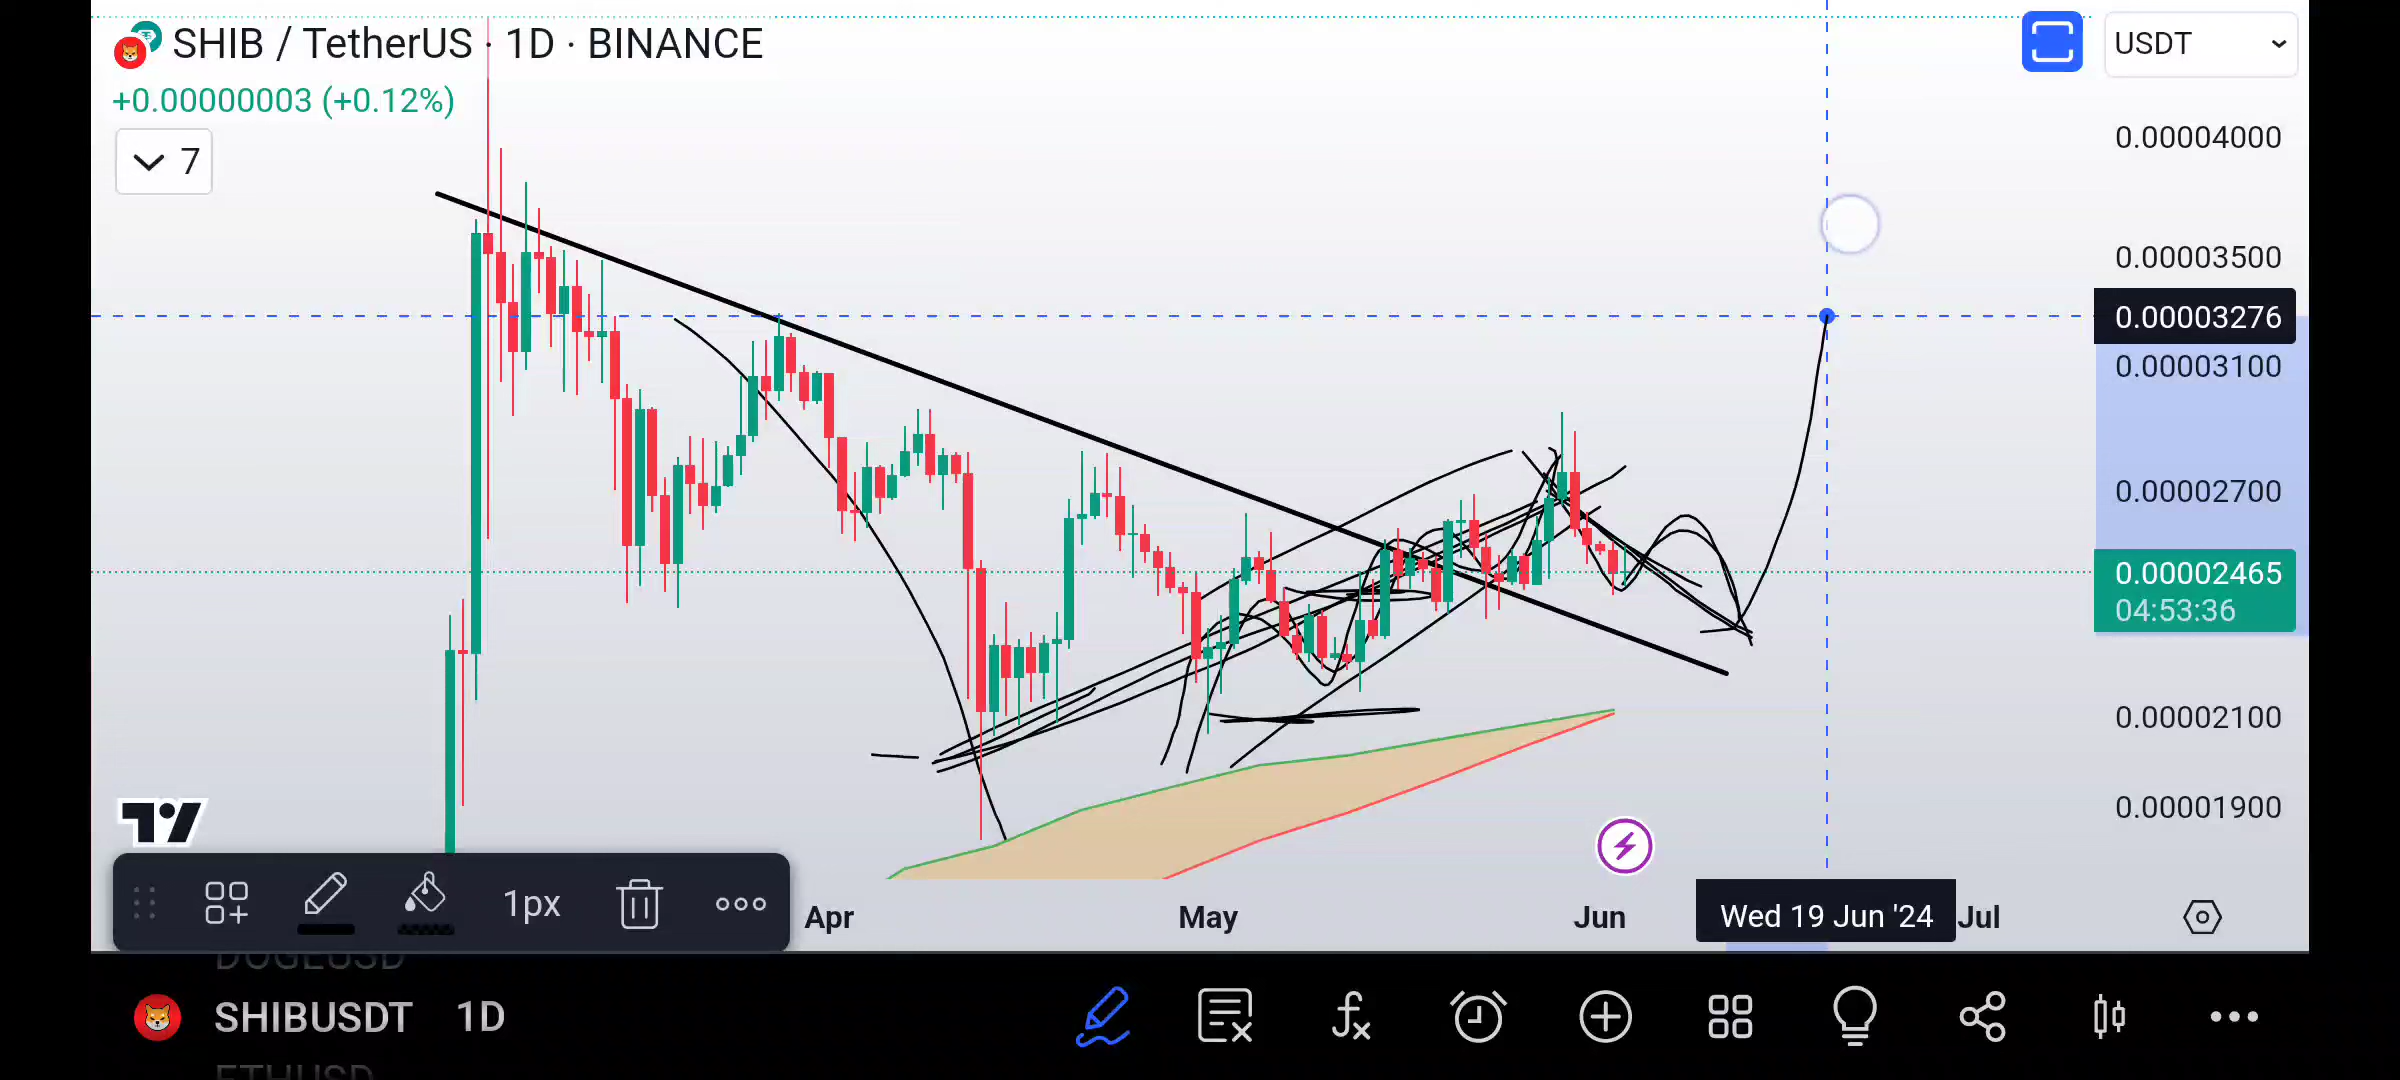 SHIB / TetherUS · 1D · BINANCE
USDT
+0.00000003 (+0.12%)
7
0.00004000
0.00003500
0.00003276
0.00003100
0.00002700
0.00002465
04:53:36
0.00002100
0.00001900
1px
Apr
May
Jun
Wed 19 Jun '24
Jul
DOGEUSD
SHIBUSDT 1D
ETHUSD